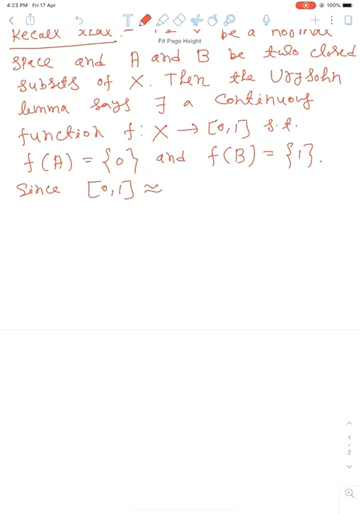 4:23 PM Fri 17 Apr
Fit Page Height
Recall that be a normal
space and A and B be two closed
subsets of X. Then the Urysohn
lemma says ∃ a continuous
function f: X → [0,1] s.t.
f(A) = {0} and f(B) = {1}.
Since [0,1] ≈
1
2